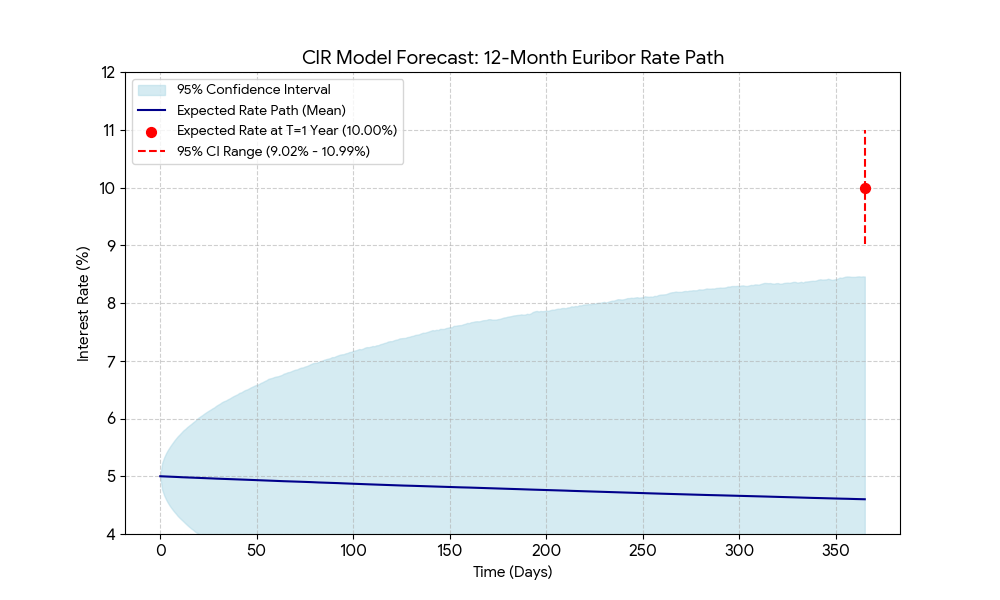 CIR Model Forecast: 12-Month Euribor Rate Path
95% Confidence Interval
Expected Rate Path (Mean)
Expected Rate at T=1 Year (10.00%)
95% CI Range (9.02% - 10.99%)
Interest Rate (%)
12
11
10
9
8
7
6
5
4
0 50 100 150 200 250 300 350
Time (Days)